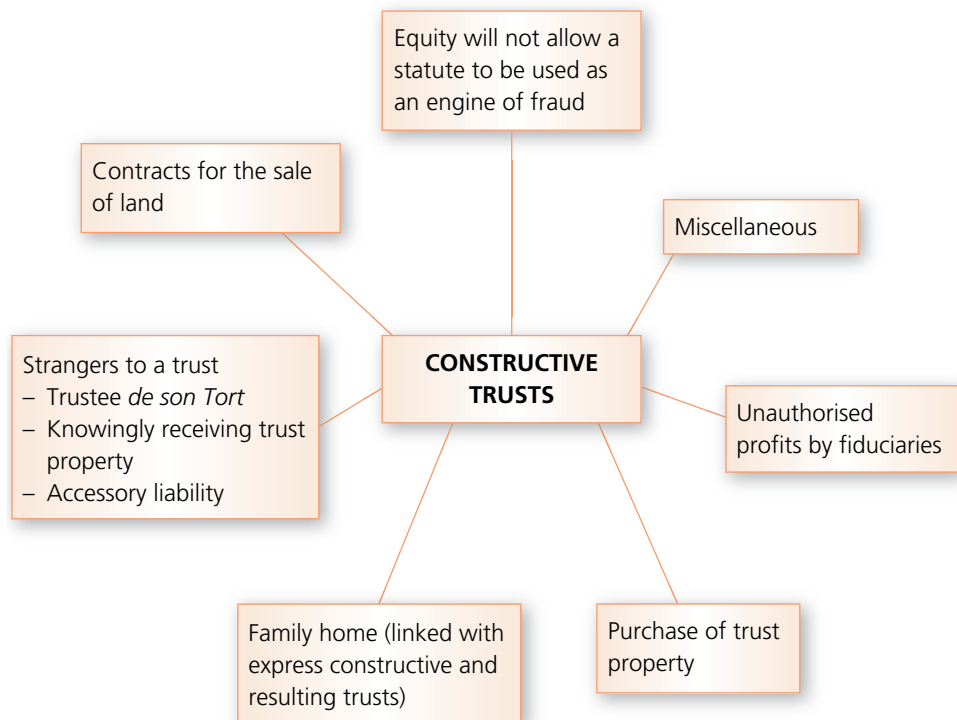 Equity will not allow a
statute to be used as
an engine of fraud
Contracts for the sale
of land
Miscellaneous
CONSTRUCTIVE
TRUSTS
Strangers to a trust
– Trustee de son Tort
– Knowingly receiving trust
property
– Accessory liability
Unauthorised
profits by fiduciaries
Family home (linked with
express constructive and
resulting trusts)
Purchase of trust
property